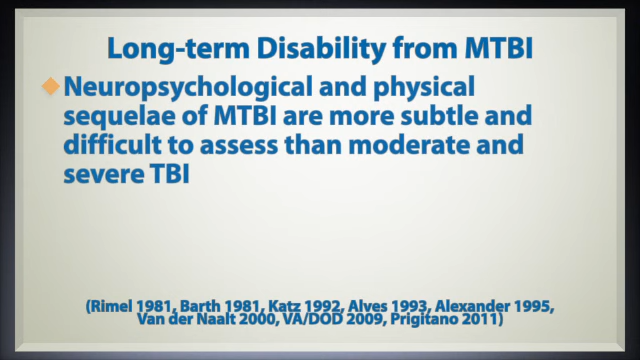 Long-term Disability from MTBI
Neuropsychological and physical
sequelae of MTBI are more subtle and
difficult to assess than moderate and
severe TBI
(Rimel 1981, Barth 1981, Katz 1992, Alves 1993, Alexander 1995,
Van der Naalt 2000, VA/DOD 2009, Prigitano 2011)